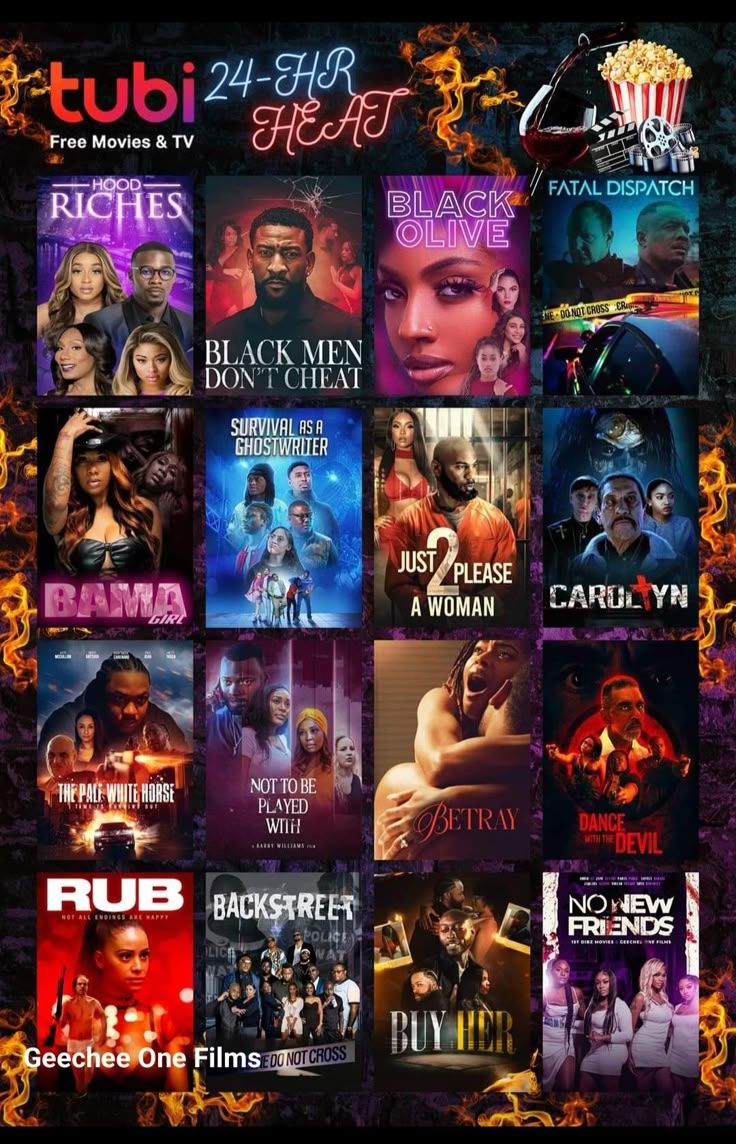 tubi
Free Movies & TV
24-HR
HEAT
HOOD
RICHES
BLACK MEN
DON'T CHEAT
BLACK
OLIVE
FATAL DISPATCH
DO NOT CROSS
BAMA
GIRL
SURVIVAL AS A
GHOSTWRITER
JUST 2 PLEASE
A WOMAN
CAROLYN
THE PALE WHITE HORSE
TIME IS RUNNING OUT
NOT TO BE
PLAYED
WITH
A BARRY WILLIAMS FILM
BETRAY
DANCE
WITH THE DEVIL
RUB
NOT ALL ENDINGS ARE HAPPY
BACKSTREET
POLICE
DO NOT CROSS
BUY HER
NO NEW
FRIENDS
1ST DIBZ MOVIES & GEECHEE ONE FILMS
Geechee One Films